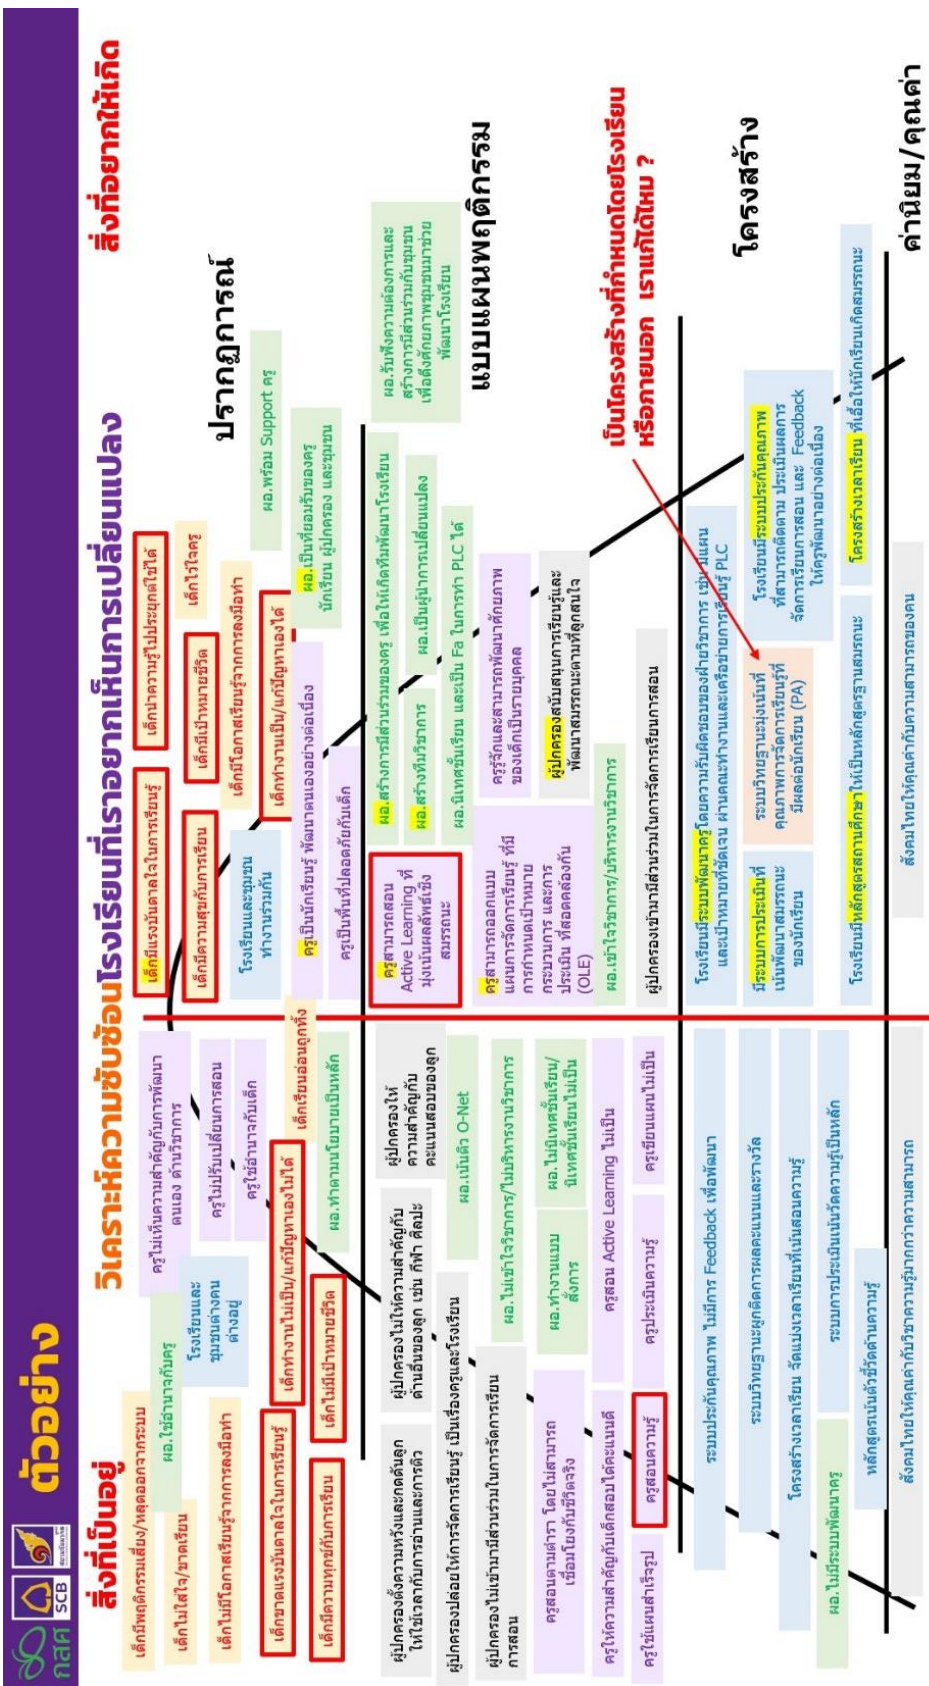 กสศ
SCB
ตัวอย่าง
วิเคราะห์ความซับซ้อนโรงเรียนที่เราอยากเห็นการเปลี่ยนแปลง
สิ่งที่เป็นอยู่
สิ่งที่อยากให้เกิด
ปรากฏการณ์
เด็กมีพฤติกรรมเสี่ยง/หลุดออกจากระบบ
ผอ.ใช้อำนาจกับครู
เด็กไม่ใส่ใจ/ขาดเรียน
เด็กไม่มีโอกาสเรียนรู้จากการลงมือทำ
เด็กขาดแรงบันดาลใจในการเรียนรู้
เด็กมีความทุกข์กับการเรียน
ครูไม่เห็นความสำคัญกับการพัฒนา
ตนเอง ด้านวิชาการ
โรงเรียนและ
ชุมชนต่างคน
ต่างอยู่
ครูไม่ปรับเปลี่ยนการสอน
ครูใช้อำนาจกับเด็ก
เด็กทำงานไม่เป็น/แก้ปัญหาเองไม่ได้
เด็กเรียนอ่อนถูกทิ้ง
เด็กไม่มีเป้าหมายชีวิต
ผอ.ทำตามนโยบายเป็นหลัก
เด็กมีแรงบันดาลใจในการเรียนรู้
เด็กนำความรู้ไปประยุกต์ใช้ได้
เด็กมีความสุขกับการเรียน
เด็กมีเป้าหมายชีวิต
เด็กไว้ใจครู
โรงเรียนและชุมชน
ทำงานร่วมกัน
เด็กมีโอกาสเรียนรู้จากการลงมือทำ
เด็กทำงานเป็น/แก้ปัญหาเองได้
ผอ.พร้อม Support ครู
ครูเป็นนักเรียนรู้ พัฒนาตนเองอย่างต่อเนื่อง
ครูเป็นพื้นที่ปลอดภัยกับเด็ก
ผอ.เป็นที่ยอมรับของครู
นักเรียน ผู้ปกครอง และชุมชน
แบบแผนพฤติกรรม
ผู้ปกครองตั้งความหวังและกดดันลูก
ให้ใช้เวลากับการอ่านและการติว
ผู้ปกครองไม่ให้ความสำคัญกับ
ด้านอื่นของลูก เช่น กีฬา ศิลปะ
ผู้ปกครองให้
ความสำคัญกับ
คะแนนสอบของลูก
ผู้ปกครองปล่อยให้การจัดการเรียนรู้ เป็นเรื่องครูและโรงเรียน
ผอ.เน้นติว O-Net
ผู้ปกครองไม่เข้ามามีส่วนร่วมในการจัดการเรียน
การสอน
ผอ.ไม่เข้าใจวิชาการ/ไม่บริหารงานวิชาการ
ครูสอนตามตำรา โดยไม่สามารถ
เชื่อมโยงกับชีวิตจริง
ผอ.ทำงานแบบ
สั่งการ
ผอ.ไม่นิเทศชั้นเรียน/
นิเทศชั้นเรียนไม่เป็น
ครูให้ความสำคัญกับเด็กสอบได้คะแนนดี
ครูสอน Active Learning ไม่เป็น
ครูใช้แผนสำเร็จรูป
ครูสอนความรู้
ครูประเมินความรู้
ครูเขียนแผนไม่เป็น
ครูสามารถสอน
Active Learning ที่
มุ่งเน้นผลลัพธ์เชิง
สมรรถนะ
ผอ.สร้างการมีส่วนร่วมของครู เพื่อให้เกิดทีมพัฒนาโรงเรียน
ผอ.สร้างทีมวิชาการ
ผอ.เป็นผู้นำการเปลี่ยนแปลง
ผอ.นิเทศชั้นเรียน และเป็น Fa ในการทำ PLC ได้
ผอ.รับฟังความต้องการและ
สร้างการมีส่วนร่วมกับชุมชน
เพื่อดึงศักยภาพชุมชนมาช่วย
พัฒนาโรงเรียน
ครูสามารถออกแบบ
แผนการจัดการเรียนรู้ ที่มี
การกำหนดเป้าหมาย
กระบวนการ และการ
ประเมิน ที่สอดคล้องกัน
(OLE)
ครูรู้จักและสามารถพัฒนาศักยภาพ
ของเด็กเป็นรายบุคคล
ผู้ปกครองสนับสนุนการเรียนรู้และ
พัฒนาสมรรถนะตามที่ลูกสนใจ
ผอ.เข้าใจวิชาการ/บริหารงานวิชาการ
ผู้ปกครองเข้ามามีส่วนร่วมในการจัดการเรียนการสอน
เป็นโครงสร้างที่กำหนดโดยโรงเรียน
หรือภายนอก เราแก้ได้ไหม ?
โครงสร้าง
ระบบประกันคุณภาพ ไม่มีการ Feedback เพื่อพัฒนา
ระบบวิทยฐานะผูกติดการผลคะแนนและรางวัล
โครงสร้างเวลาเรียน จัดแบ่งเวลาเรียนที่เน้นสอนความรู้
ผอ.ไม่มีระบบพัฒนาครู
ระบบการประเมินเน้นวัดความรู้เป็นหลัก
หลักสูตรเน้นตัวชี้วัดด้านความรู้
โรงเรียนมีระบบพัฒนาครูโดยความรับผิดชอบของฝ่ายวิชาการ เช่น มีแผน
และเป้าหมายที่ชัดเจน ผ่านคณะทำงานและเครือข่ายการเรียนรู้ PLC
มีระบบการประเมินที่
เน้นพัฒนาสมรรถนะ
ของนักเรียน
ระบบวิทยฐานะมุ่งเน้นที่
คุณภาพการจัดการเรียนรู้ที่
มีผลต่อนักเรียน (PA)
โรงเรียนมีระบบประกันคุณภาพ
ที่สามารถติดตาม ประเมินผลการ
จัดการเรียนการสอน และ Feedback
ให้ครูพัฒนาอย่างต่อเนื่อง
โรงเรียนมีหลักสูตรสถานศึกษาให้เป็นหลักสูตรฐานสมรรถนะ
โครงสร้างเวลาเรียน ที่เอื้อให้นักเรียนเกิดสมรรถนะ
ค่านิยม/คุณค่า
สังคมไทยให้คุณค่ากับวิชาความรู้มากกว่าความสามารถ
สังคมไทยให้คุณค่ากับความสามารถของคน